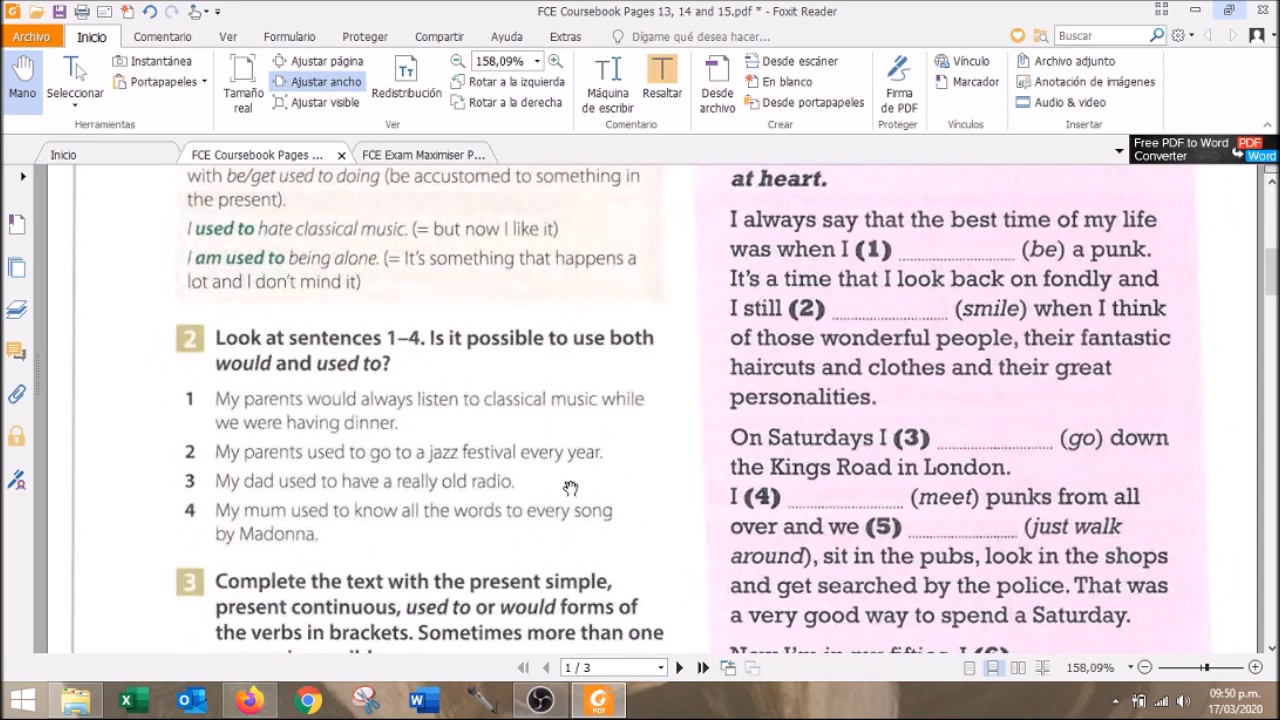 FCE Coursebook Pages 13, 14 and 15.pdf * - Foxit Reader
Archivo
Inicio
Comentario
Ver
Formulario
Proteger
Compartir
Ayuda
Extras
Dígame qué desea hacer...
Buscar
Mano
Seleccionar
Instantánea
Portapapeles
Herramientas
Tamaño
real
Ajustar página
Ajustar ancho
Ajustar visible
Redistribución
158,09%
Rotar a la izquierda
Rotar a la derecha
Ver
Máquina
de escribir
Resaltar
Comentario
Desde
archivo
Desde escáner
En blanco
Desde portapapeles
Crear
Firma
de PDF
Proteger
Vínculo
Marcador
Vínculos
Archivo adjunto
Anotación de imágenes
Audio & video
Insertar
Inicio
FCE Coursebook Pages ...
FCE Exam Maximiser P...
Free PDF to Word
Converter
PDF
Word
with be/get used to doing (be accustomed to something in
the present).
I used to hate classical music. (= but now I like it)
I am used to being alone. (= It's something that happens a
lot and I don't mind it)
2 Look at sentences 1–4. Is it possible to use both
would and used to?
1 My parents would always listen to classical music while
we were having dinner.
2 My parents used to go to a jazz festival every year.
3 My dad used to have a really old radio.
4 My mum used to know all the words to every song
by Madonna.
3 Complete the text with the present simple,
present continuous, used to or would forms of
the verbs in brackets. Sometimes more than one
at heart.
I always say that the best time of my life
was when I (1) ............ (be) a punk.
It's a time that I look back on fondly and
I still (2) ............ (smile) when I think
of those wonderful people, their fantastic
haircuts and clothes and their great
personalities.
On Saturdays I (3) ............ (go) down
the Kings Road in London.
I (4) ............ (meet) punks from all
over and we (5) ............ (just walk
around), sit in the pubs, look in the shops
and get searched by the police. That was
a very good way to spend a Saturday.
Now I'm in my fifties, I (6)
1 / 3
158,09%
PDF
09:50 p.m.
17/03/2020